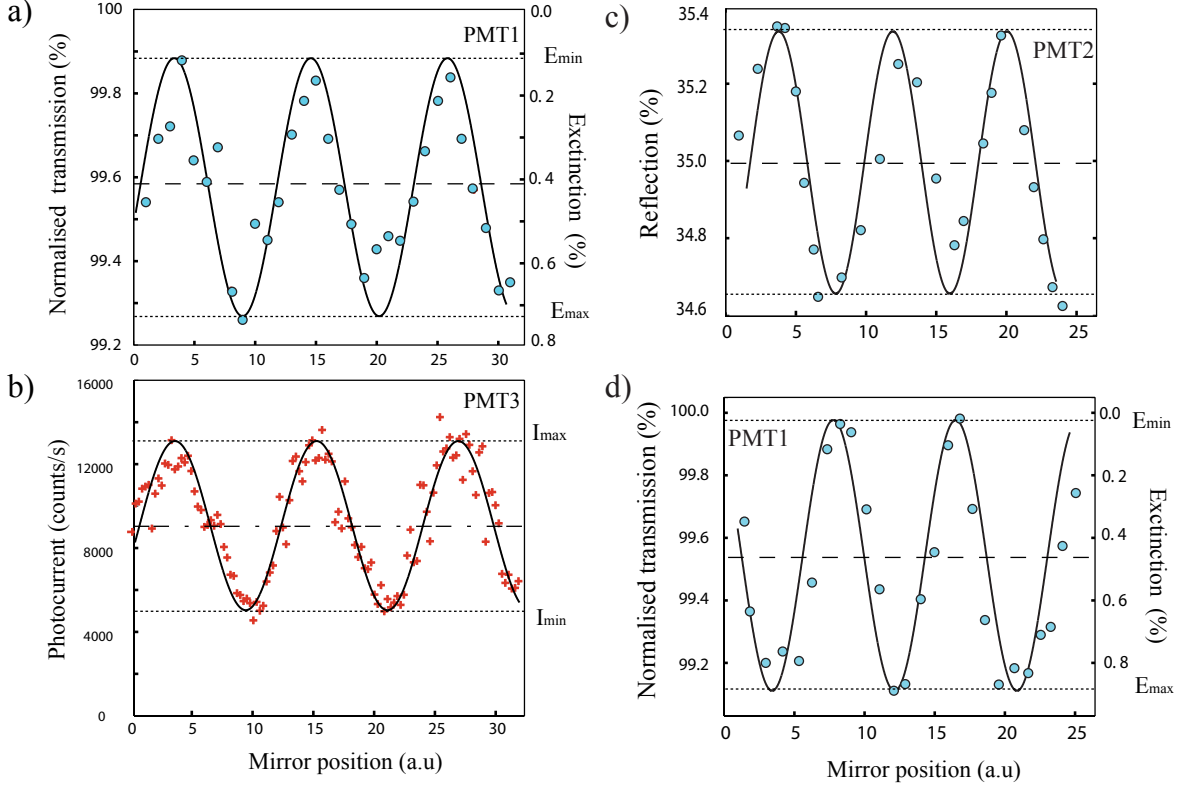 a)
PMT1
Normalised transmission (%)
100
99.8
99.6
99.4
99.2
0.0
0.2
0.4
0.6
0.8
Exctinction (%)
Emin
Emax
0 5 10 15 20 25 30
b)
PMT3
Photocurrent (counts/s)
16000
12000
8000
4000
0
Imax
Imin
0 5 10 15 20 25 30
Mirror position (a.u)
c)
PMT2
Reflection (%)
35.4
35.2
35.0
34.8
34.6
0 5 10 15 20 25
d)
PMT1
Normalised transmission (%)
100.0
99.8
99.6
99.4
99.2
0.0
0.2
0.4
0.6
0.8
Exctinction (%)
Emin
Emax
0 5 10 15 20 25
Mirror position (a.u)